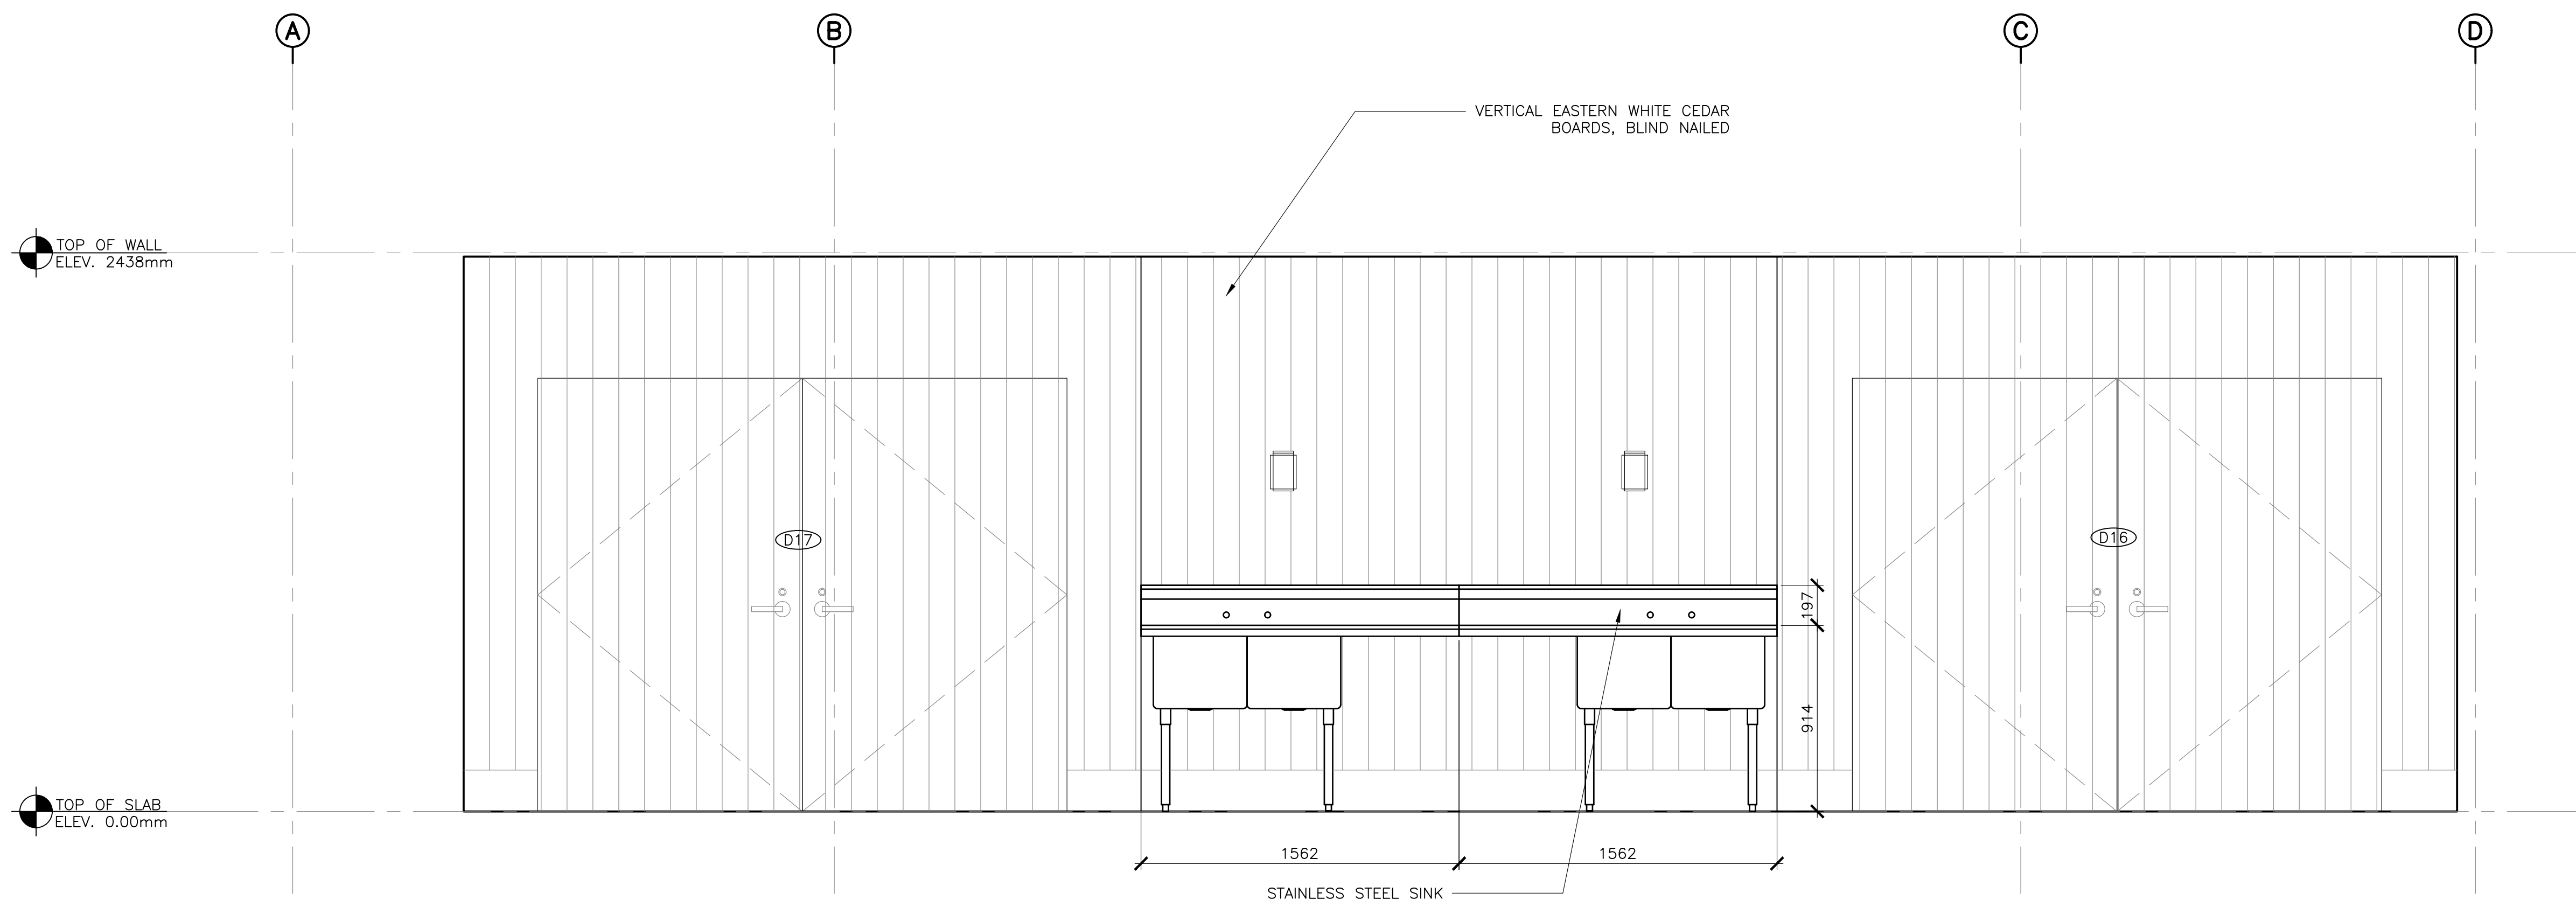 A
B
C
D
VERTICAL EASTERN WHITE CEDAR
BOARDS, BLIND NAILED
TOP OF WALL
ELEV. 2438mm
D17
D16
197
914
TOP OF SLAB
ELEV. 0.00mm
1562
1562
STAINLESS STEEL SINK